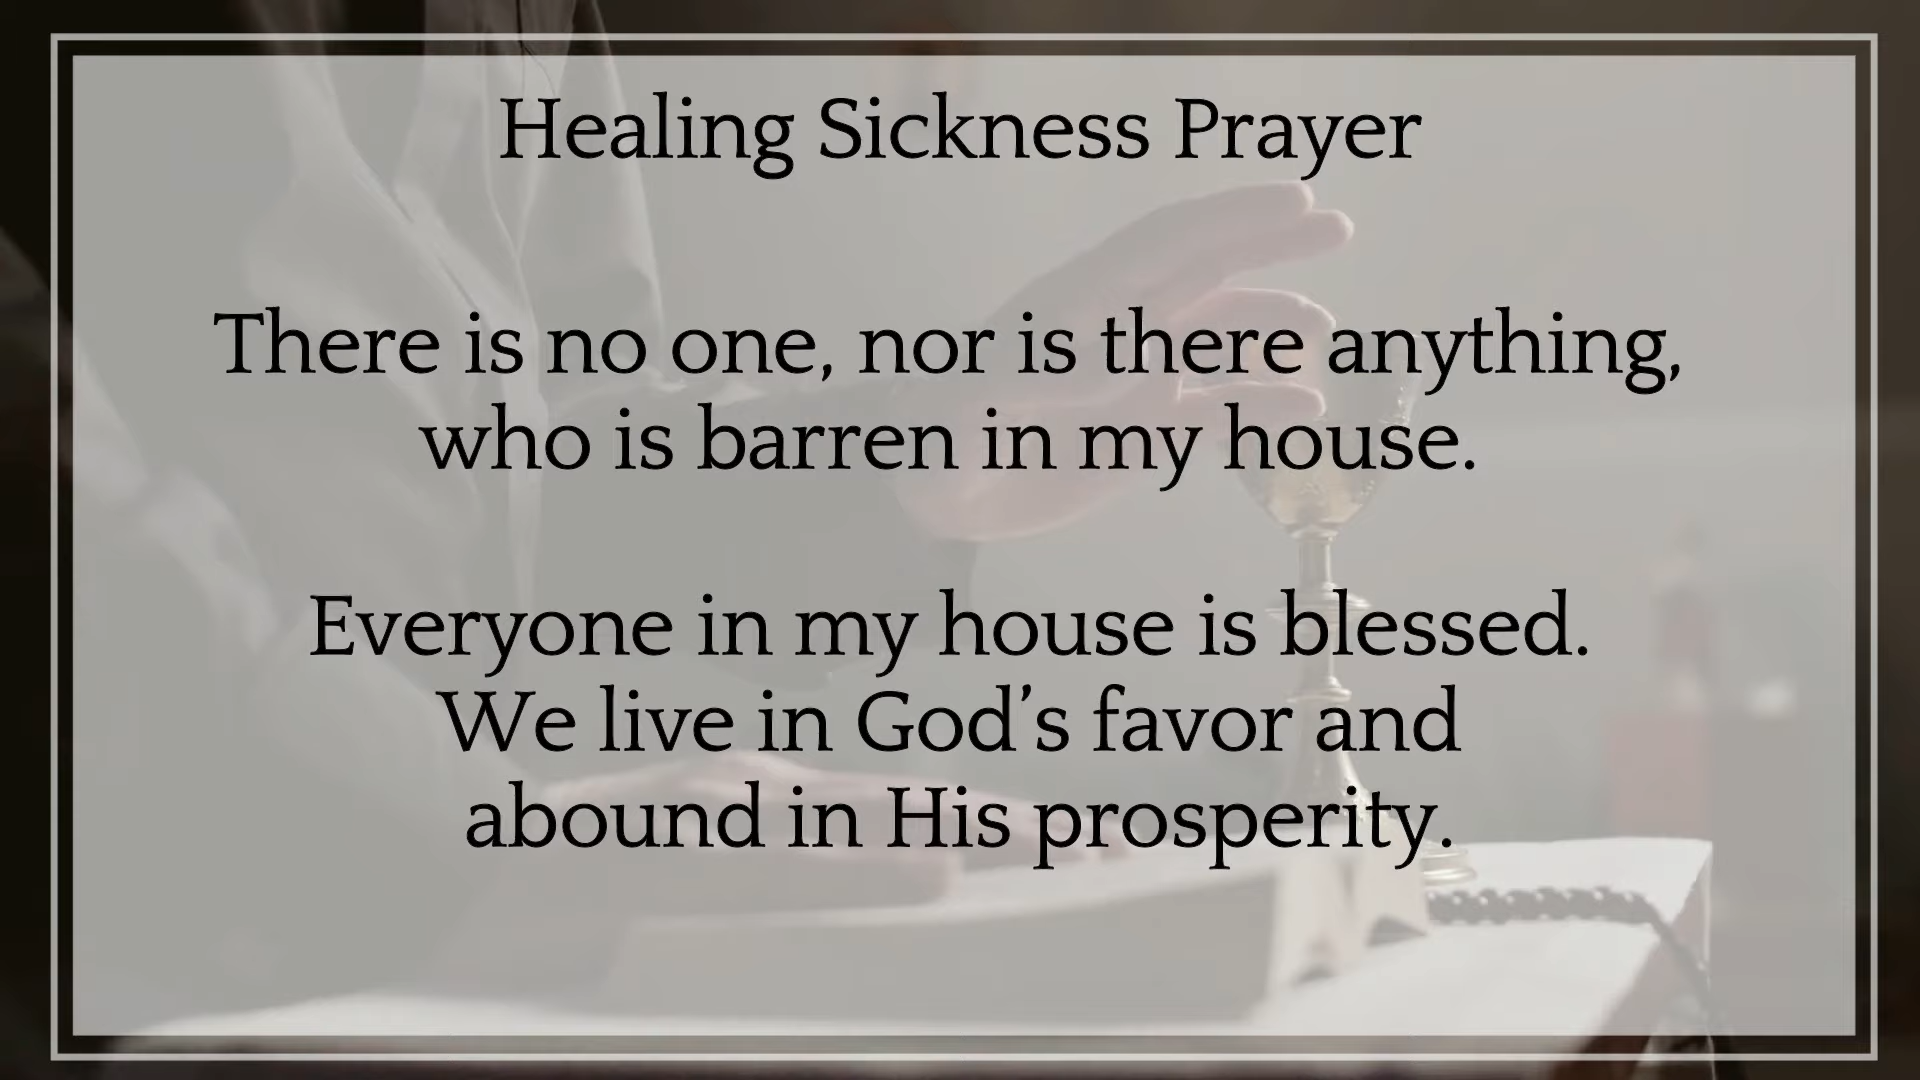 Healing Sickness Prayer
There is no one, nor is there anything,
who is barren in my house.
Everyone in my house is blessed.
We live in God’s favor and
abound in His prosperity.